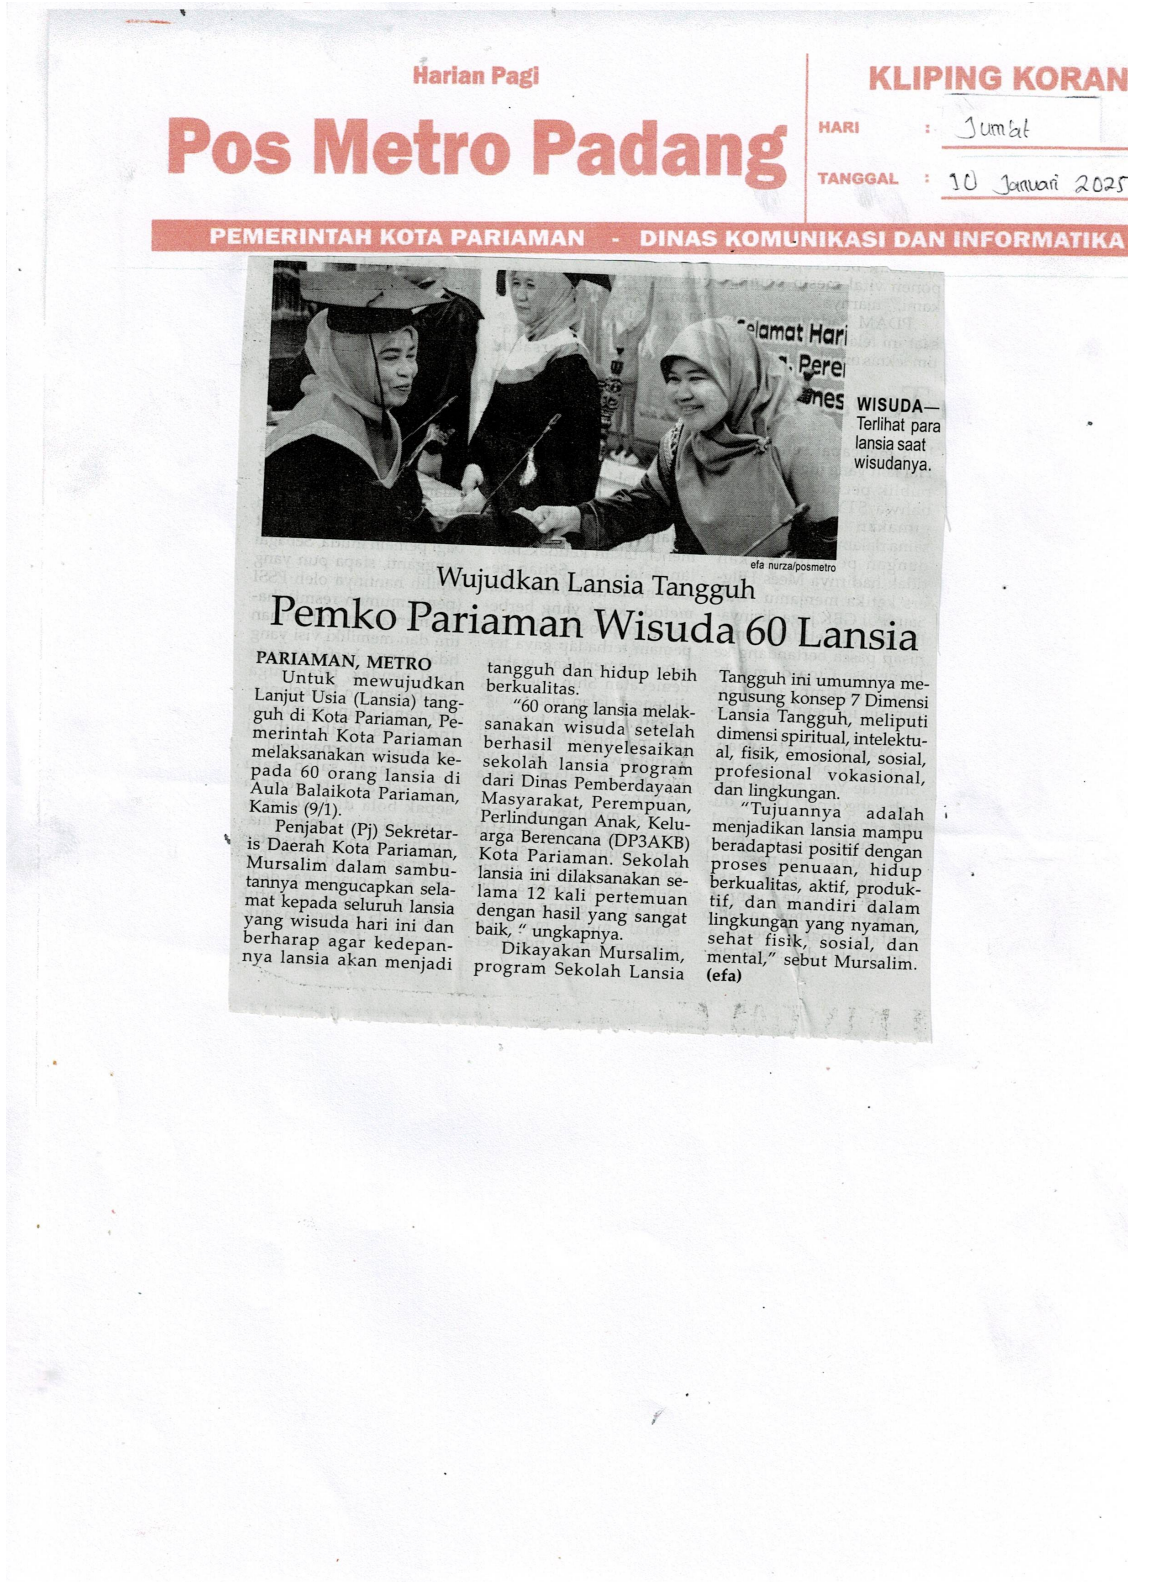 Harian Pagi
Pos Metro Padang
KLIPING KORAN
HARI : Jum'at
TANGGAL : 10 Januari 2025
PEMERINTAH KOTA PARIAMAN - DINAS KOMUNIKASI DAN INFORMATIKA
Selamat Hari
Perei
nes
WISUDA—
Terlihat para
lansia saat
wisudanya.
efa nurza/posmetro
Wujudkan Lansia Tangguh
Pemko Pariaman Wisuda 60 Lansia
PARIAMAN, METRO
Untuk mewujudkan
Lanjut Usia (Lansia) tang-
guh di Kota Pariaman, Pe-
merintah Kota Pariaman
melaksanakan wisuda ke-
pada 60 orang lansia di
Aula Balaikota Pariaman,
Kamis (9/1).
Penjabat (Pj) Sekretar-
is Daerah Kota Pariaman,
Mursalim dalam sambu-
tannya mengucapkan sela-
mat kepada seluruh lansia
yang wisuda hari ini dan
berharap agar kedepan-
nya lansia akan menjadi
tangguh dan hidup lebih
berkualitas.
"60 orang lansia melak-
sanakan wisuda setelah
berhasil menyelesaikan
sekolah lansia program
dari Dinas Pemberdayaan
Masyarakat, Perempuan,
Perlindungan Anak, Kelu-
arga Berencana (DP3AKB)
Kota Pariaman. Sekolah
lansia ini dilaksanakan se-
lama 12 kali pertemuan
dengan hasil yang sangat
baik, " ungkapnya.
Dikayakan Mursalim,
program Sekolah Lansia
Tangguh ini umumnya me-
ngusung konsep 7 Dimensi
Lansia Tangguh, meliputi
dimensi spiritual, intelektu-
al, fisik, emosional, sosial,
profesional vokasional,
dan lingkungan.
"Tujuannya adalah
menjadikan lansia mampu
beradaptasi positif dengan
proses penuaan, hidup
berkualitas, aktif, produk-
tif, dan mandiri dalam
lingkungan yang nyaman,
sehat fisik, sosial, dan
mental," sebut Mursalim.
(efa)